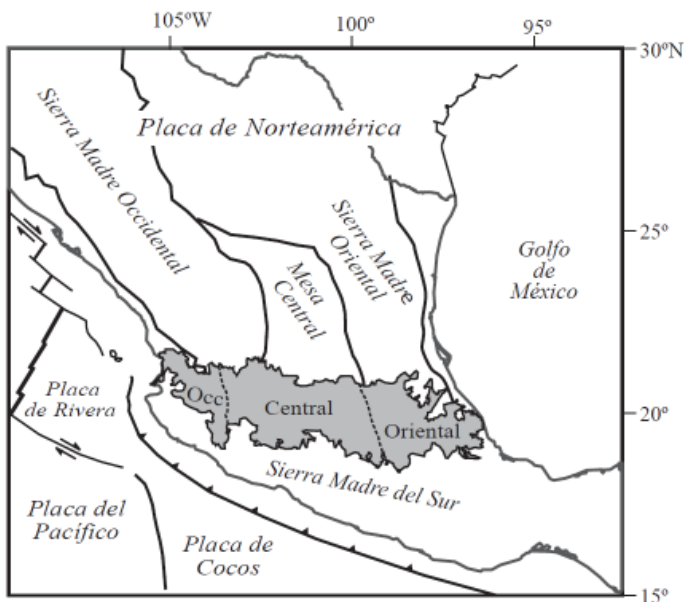 105ºW
100º
95º
30ºN
Sierra Madre Occidental
Placa de Norteamérica
Sierra Madre
Oriental
25º
Mesa
Central
Golfo
de
México
Placa
de Rivera
Occ
Central
Oriental
20º
Sierra Madre del Sur
Placa del
Pacífico
Placa de
Cocos
15º